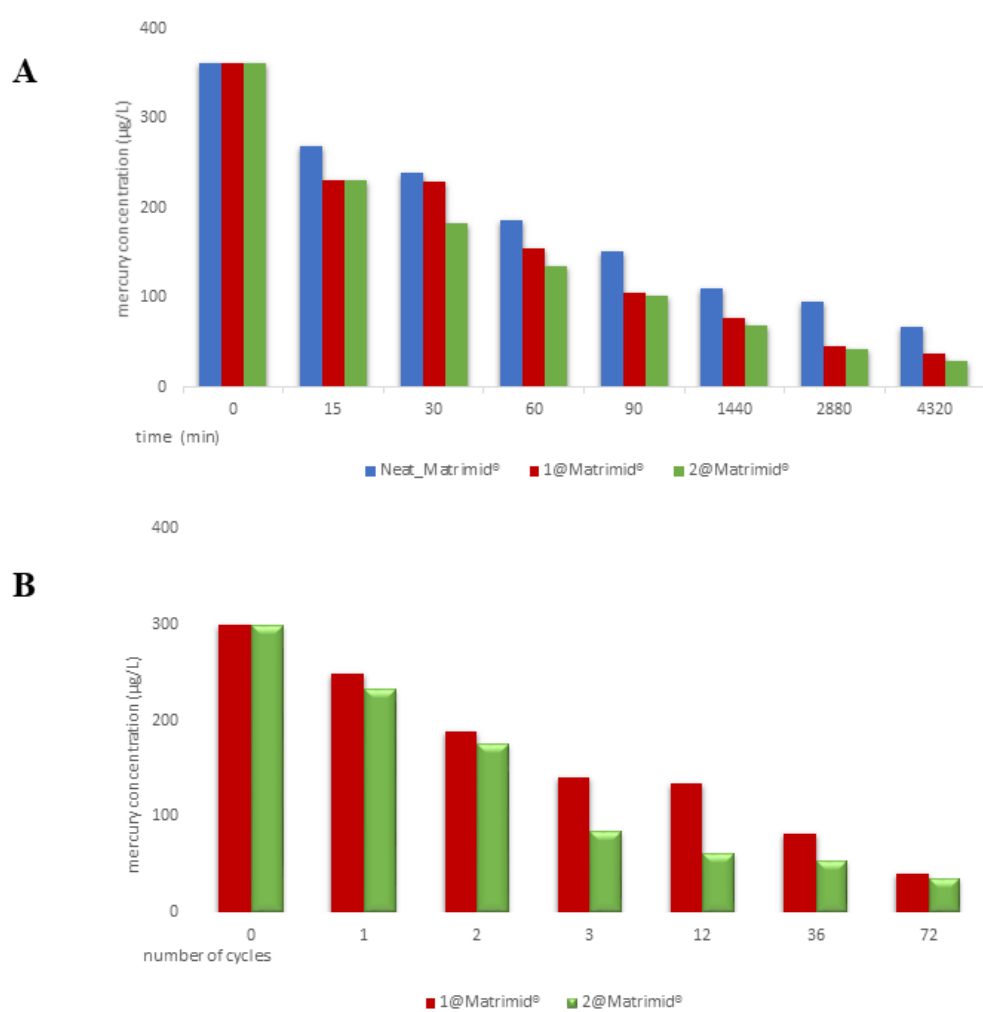 400
A
300
200
100
0
mercury concentration (µg/L)
0 15 30 60 90 1440 2880 4320
time (min)
Neat_Matrimid® 1@Matrimid® 2@Matrimid®
400
B
300
200
100
0
mercury concentration (µg/L)
0 1 2 3 12 36 72
number of cycles
1@Matrimid® 2@Matrimid®